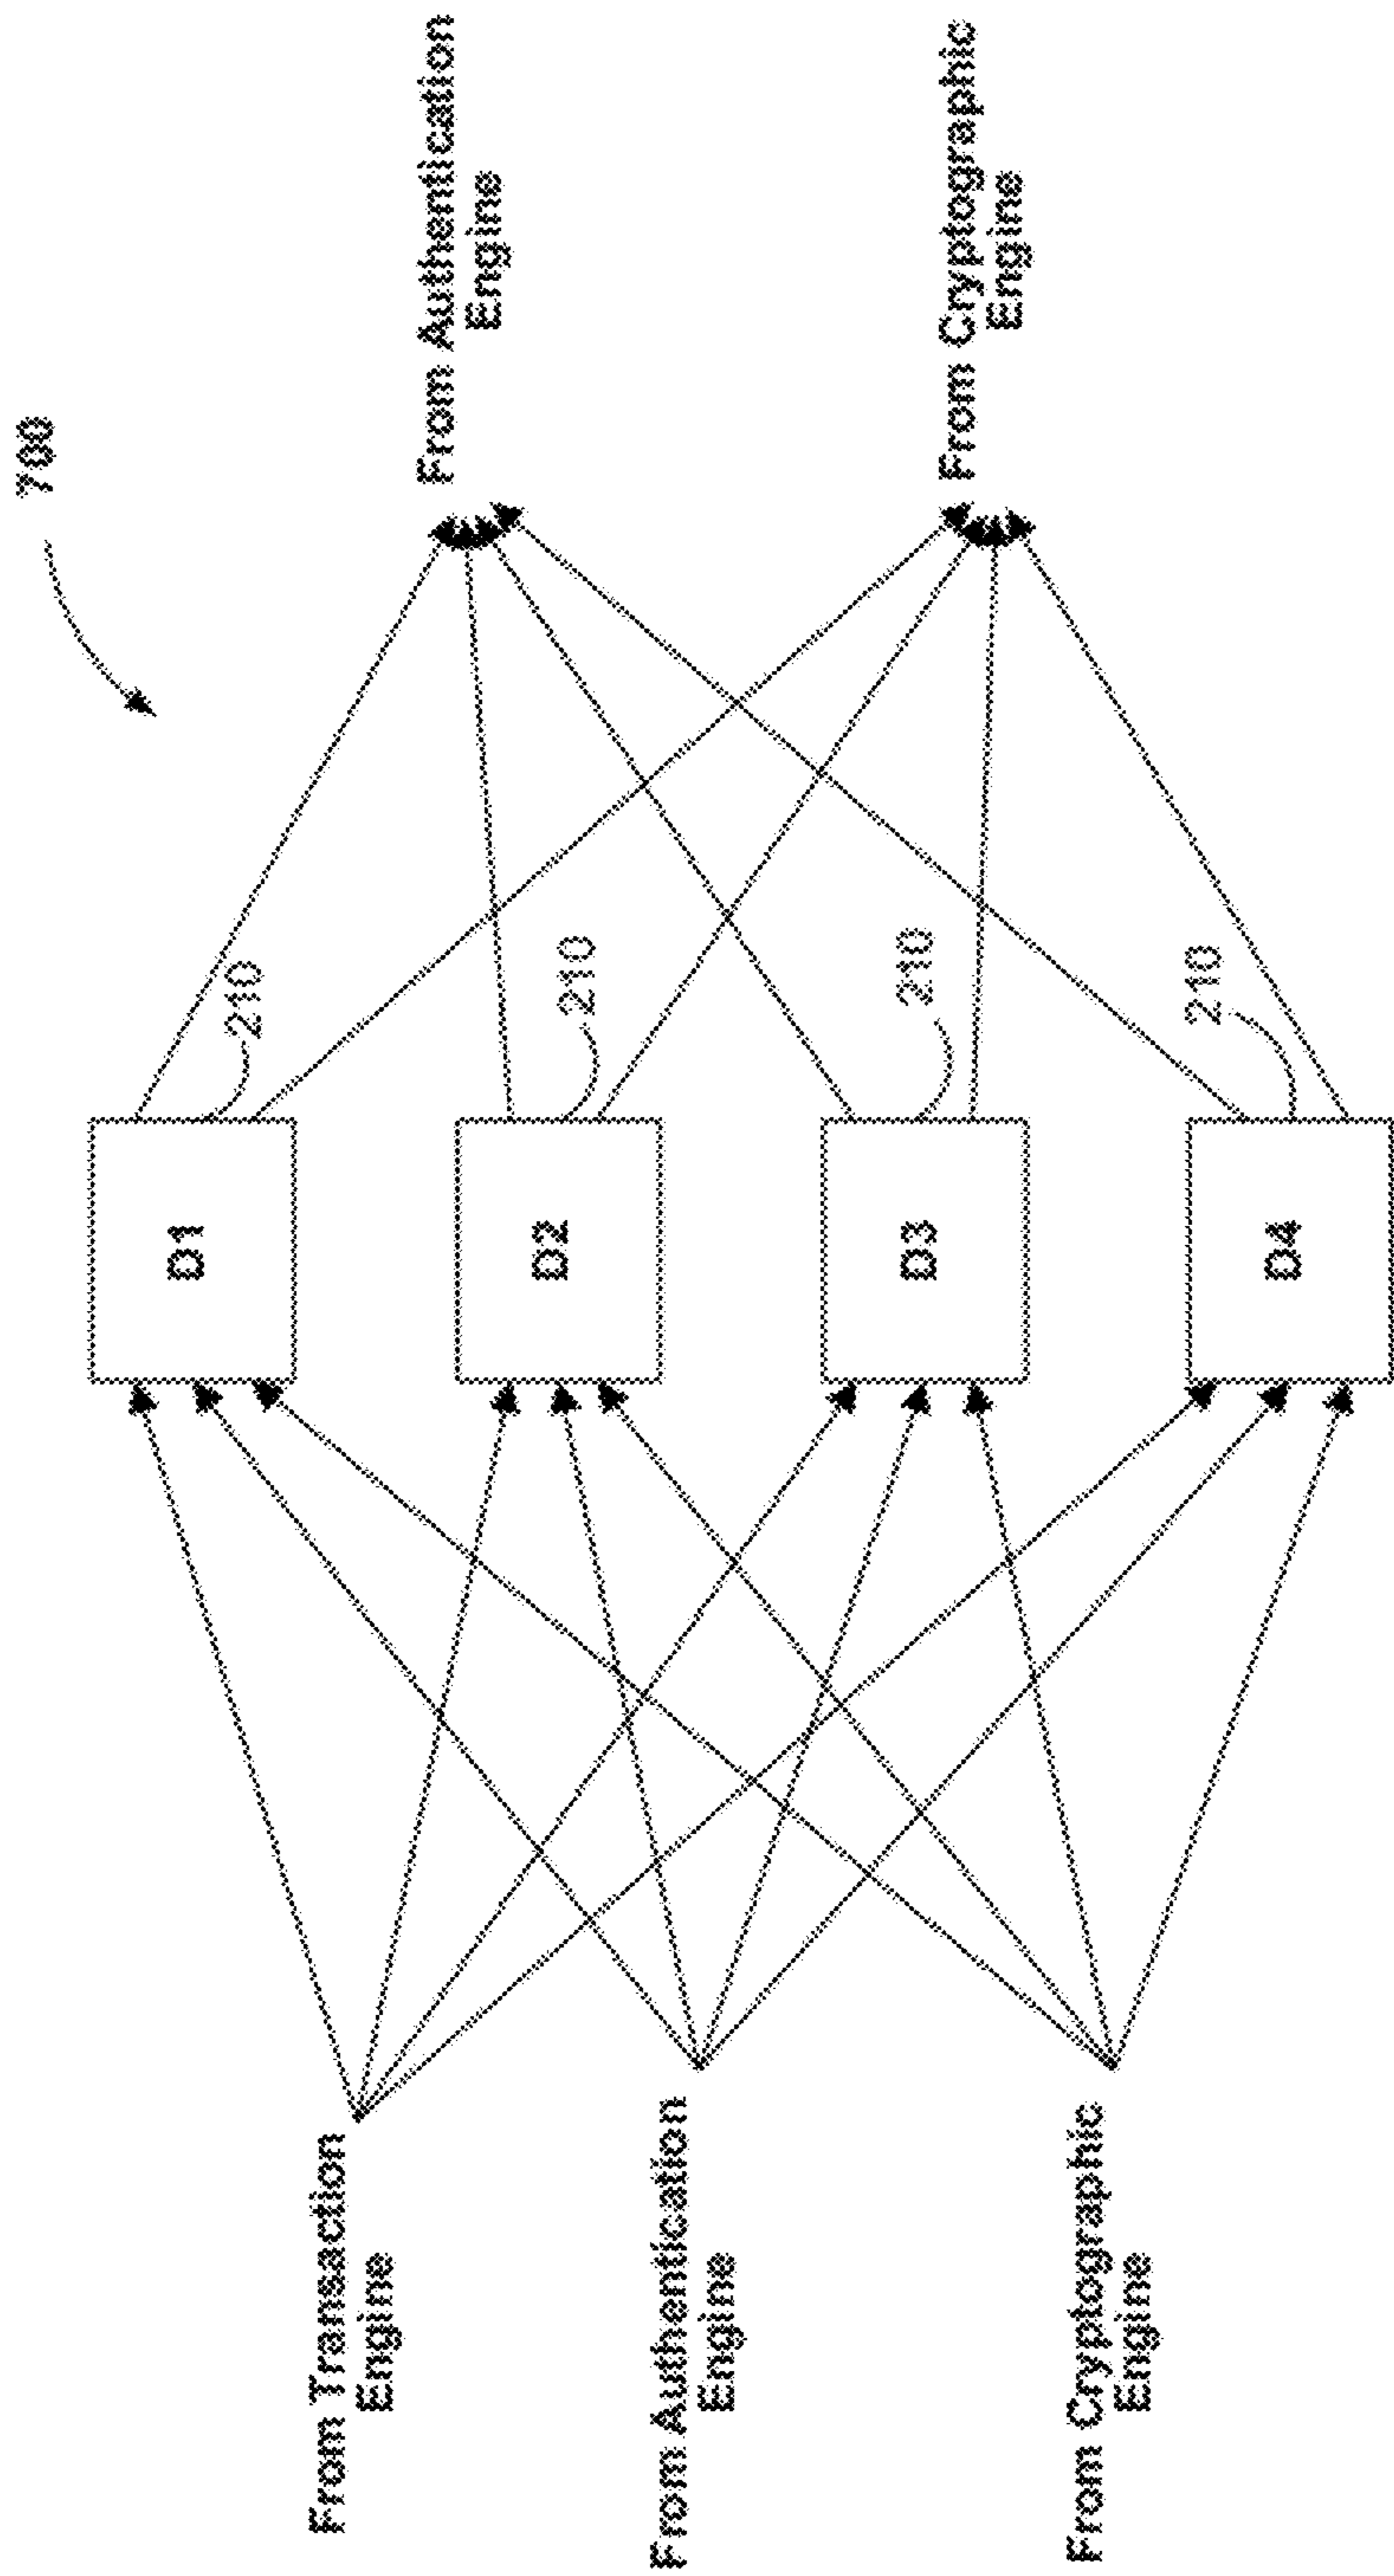 700
From Transaction
Engine
From Authentication
Engine
From Cryptographic
Engine
D1
210
D2
210
D3
210
D4
210
From Authentication
Engine
From Cryptographic
Engine